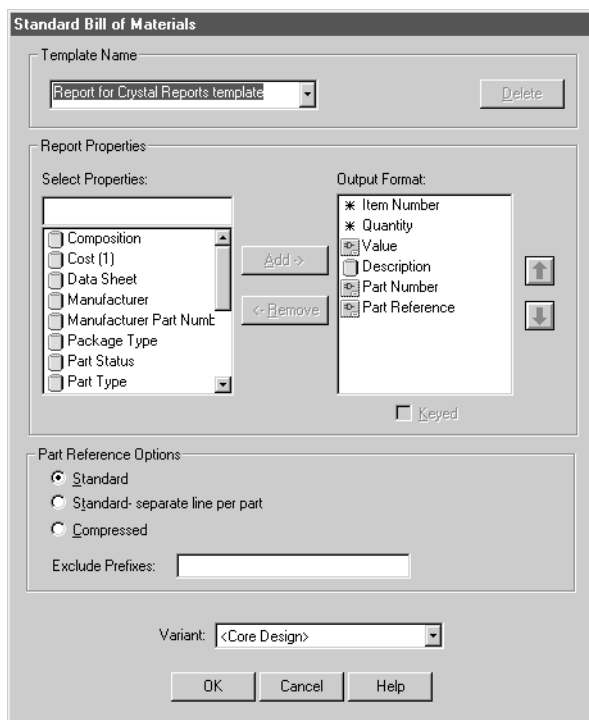 Standard Bill of Materials
Template Name
Report for Crystal Reports template
Delete
Report Properties
Select Properties:
Composition
Cost (1)
Data Sheet
Manufacturer
Manufacturer Part Numb
Package Type
Part Status
Part Type
Add ->
<- Remove
Output Format:
Item Number
Quantity
Value
Description
Part Number
Part Reference
Keyed
Part Reference Options
Standard
Standard- separate line per part
Compressed
Exclude Prefixes:
Variant: <Core Design>
OK Cancel Help